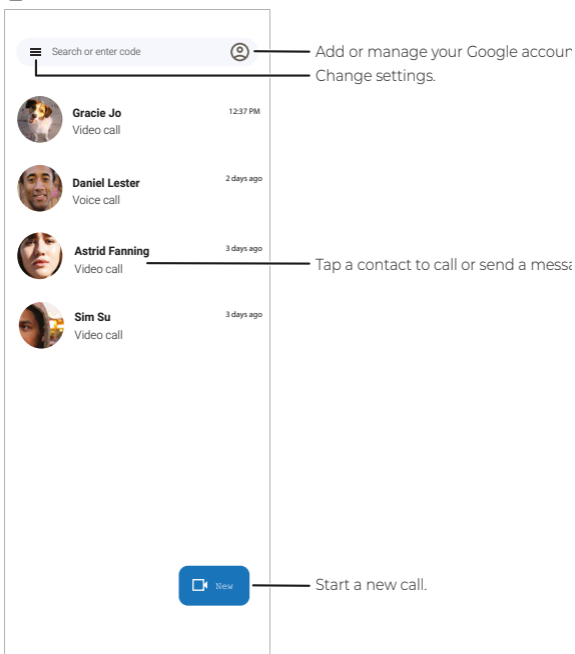 Search or enter code
Add or manage your Google accoun
Change settings.
Gracie Jo
12:37 PM
Video call
Daniel Lester
2 days ago
Voice call
Astrid Fanning
3 days ago
Video call
Tap a contact to call or send a messa
Sim Su
3 days ago
Video call
New
Start a new call.